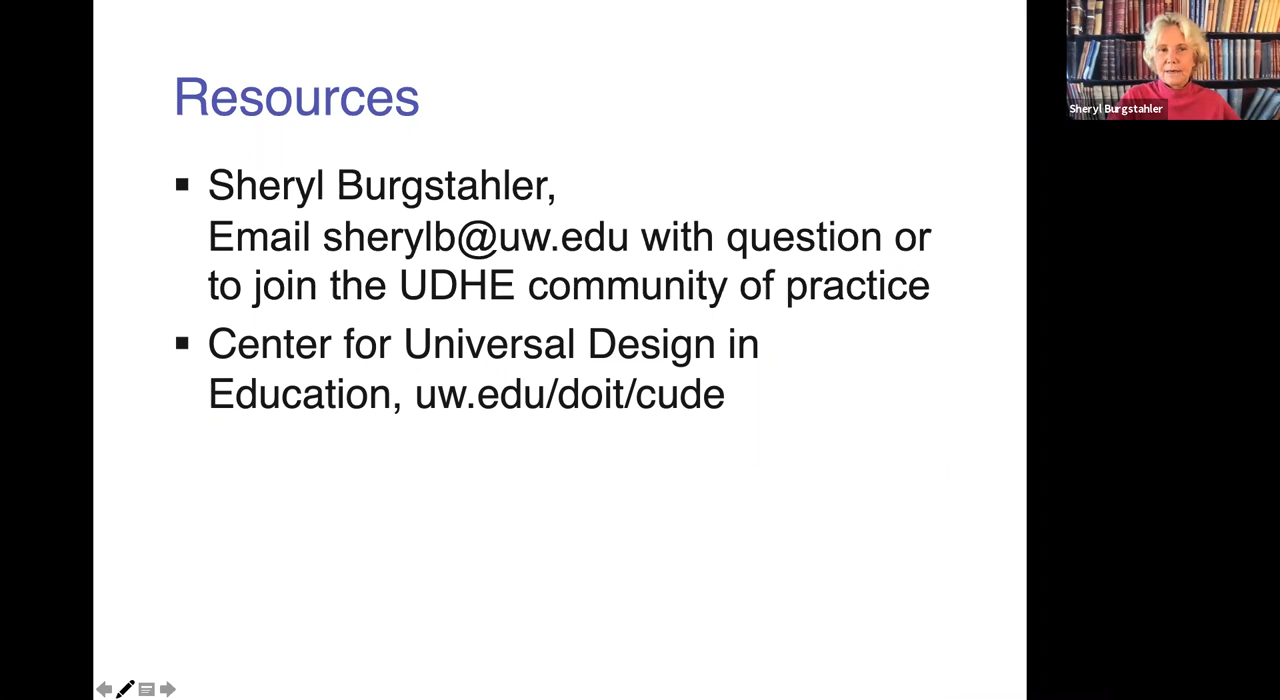 Resources
Sheryl Burgstahler,
Email sherylb@uw.edu with question or
to join the UDHE community of practice
Center for Universal Design in
Education, uw.edu/doit/cude
Sheryl Burgstahler